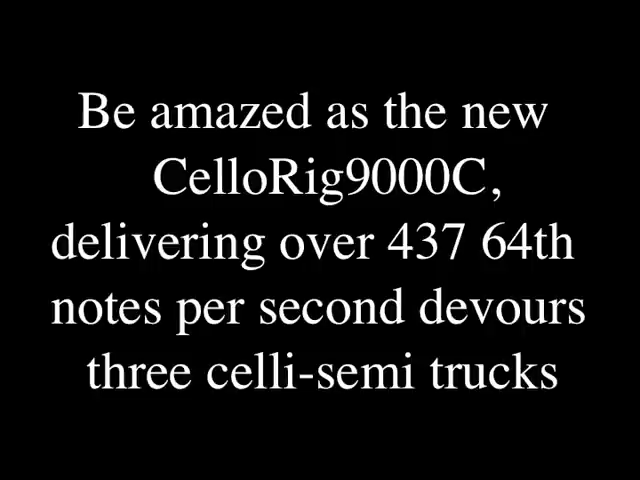 Be amazed as the new
CelloRig9000C,
delivering over 437 64th
notes per second devours
three celli-semi trucks